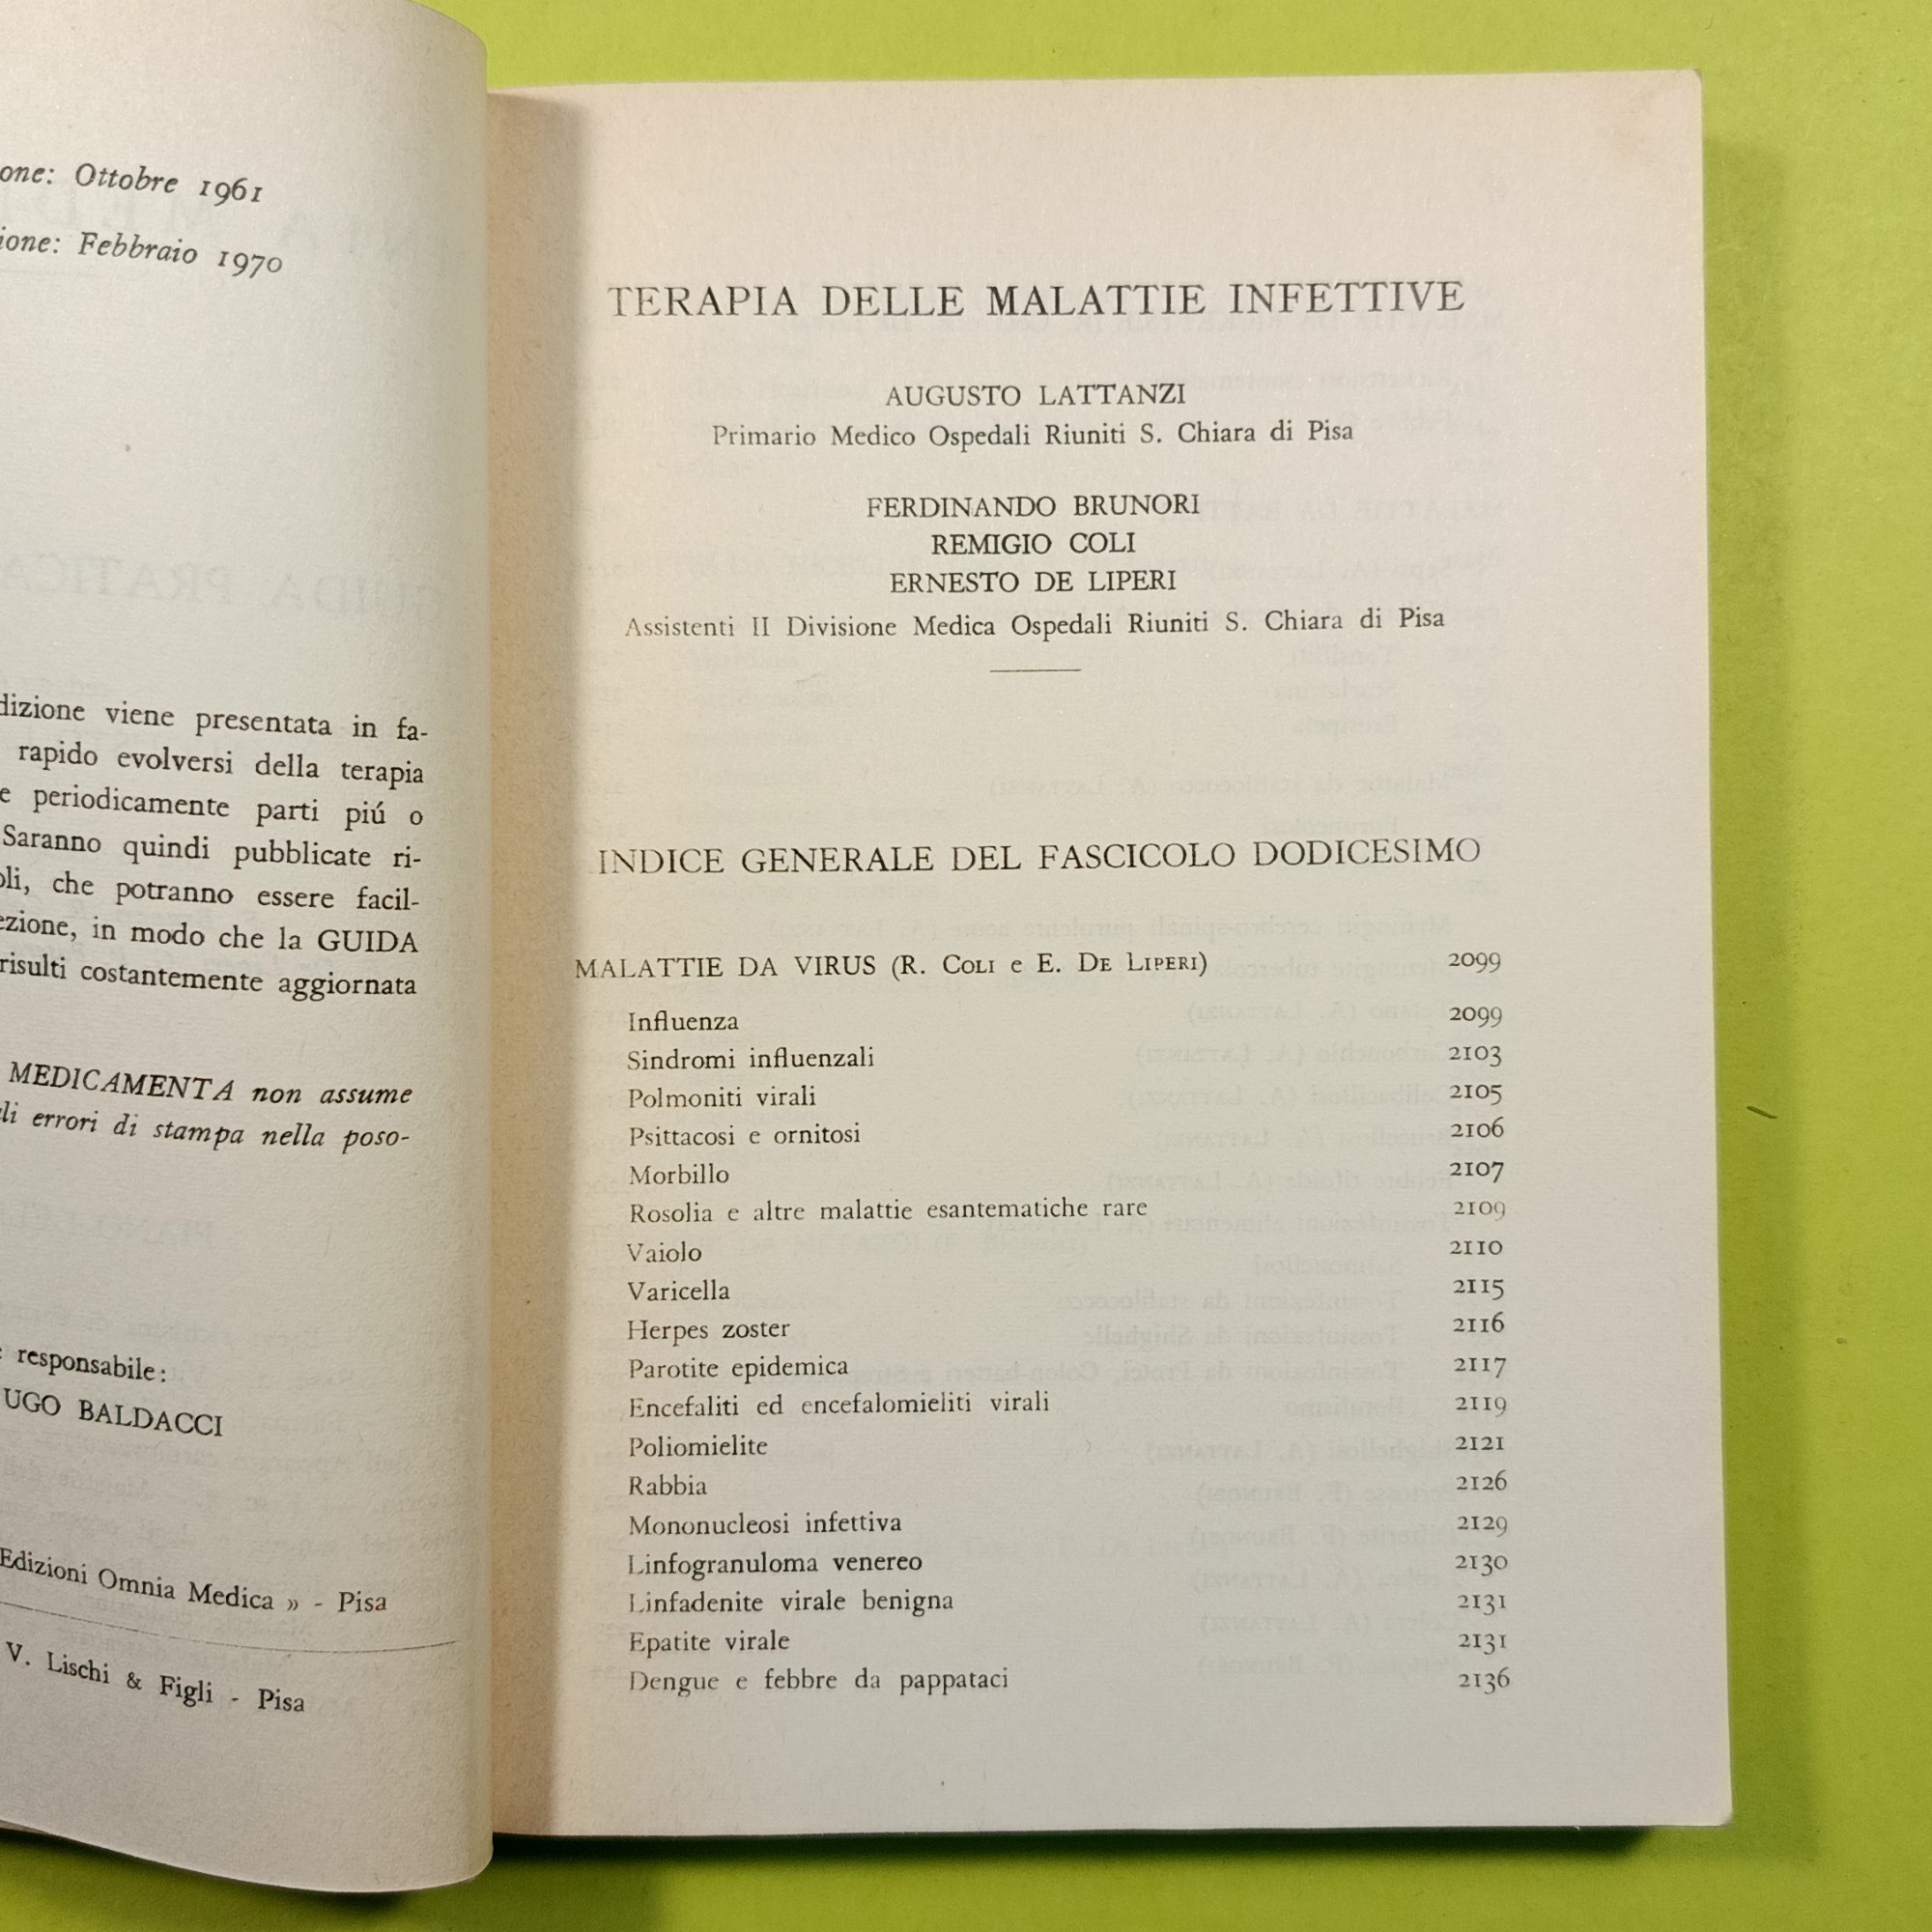 one: Ottobre 1961
ione: Febbraio 1970
dizione viene presentata in fa-
rapido evolversi della terapia
e periodicamente parti piú o
Saranno quindi pubblicate ri-
oli, che potranno essere facil-
ezione, in modo che la GUIDA
risulti costantemente aggiornata
MEDICAMENTA non assume
li errori di stampa nella poso-
responsabile:
UGO BALDACCI
Edizioni Omnia Medica » - Pisa
V. Lischi & Figli - Pisa
TERAPIA DELLE MALATTIE INFETTIVE
AUGUSTO LATTANZI
Primario Medico Ospedali Riuniti S. Chiara di Pisa
FERDINANDO BRUNORI
REMIGIO COLI
ERNESTO DE LIPERI
Assistenti II Divisione Medica Ospedali Riuniti S. Chiara di Pisa
INDICE GENERALE DEL FASCICOLO DODICESIMO
MALATTIE DA VIRUS (R. COLI e E. DE LIPERI) 2099
Influenza 2099
Sindromi influenzali 2103
Polmoniti virali 2105
Psittacosi e ornitosi 2106
Morbillo 2107
Rosolia e altre malattie esantematiche rare 2109
Vaiolo 2110
Varicella 2115
Herpes zoster 2116
Parotite epidemica 2117
Encefaliti ed encefalomieliti virali 2119
Poliomielite 2121
Rabbia 2126
Mononucleosi infettiva 2129
Linfogranuloma venereo 2130
Linfadenite virale benigna 2131
Epatite virale 2131
Dengue e febbre da pappataci 2136